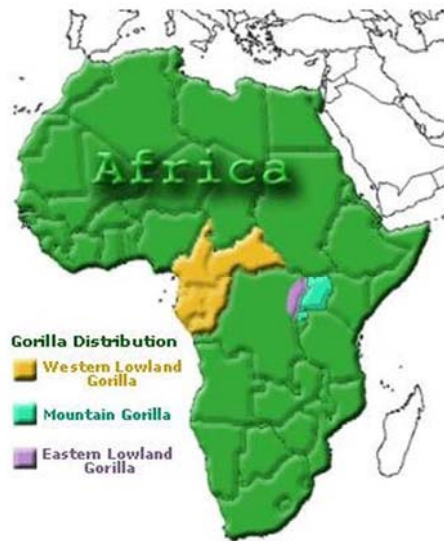 Africa
Gorilla Distribution
Western Lowland
Gorilla
Mountain Gorilla
Eastern Lowland
Gorilla